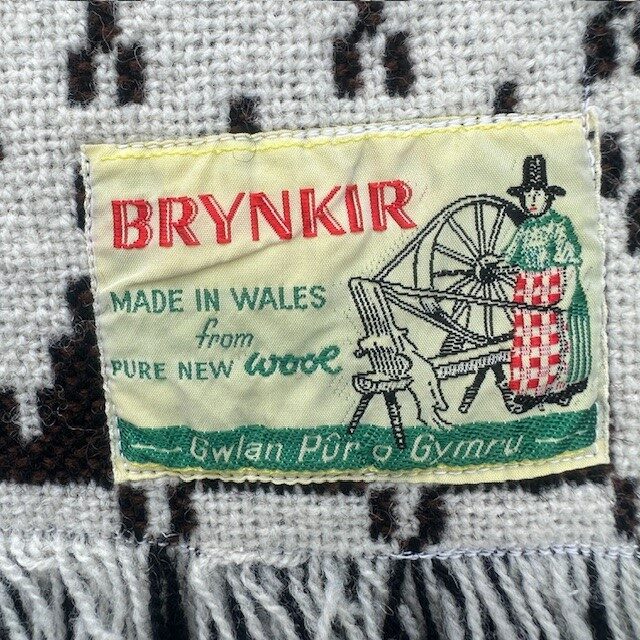 BRYNKIR
MADE IN WALES
from
PURE NEW wool
Gwlan Pûr o Gymru